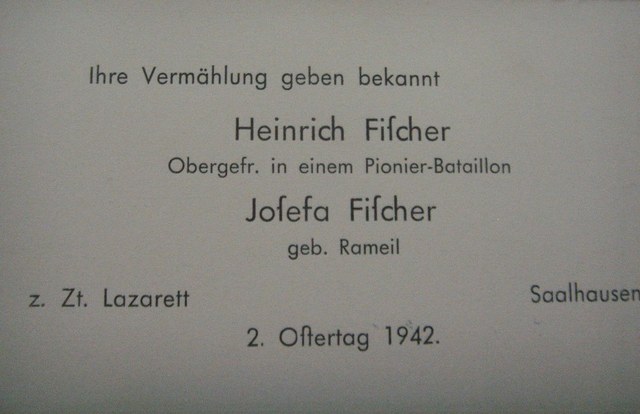 Ihre Vermählung geben bekannt
Heinrich Fiſcher
Obergefr. in einem Pionier-Bataillon
Joſefa Fiſcher
geb. Rameil
z. Zt. Lazarett Saalhausen
2. Oſtertag 1942.